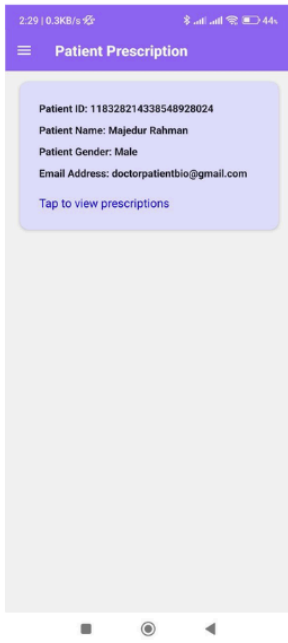 2:29 | 0.3KB/s
44%
Patient Prescription
Patient ID: 118328214338548928024
Patient Name: Majedur Rahman
Patient Gender: Male
Email Address: doctorpatientbio@gmail.com
Tap to view prescriptions